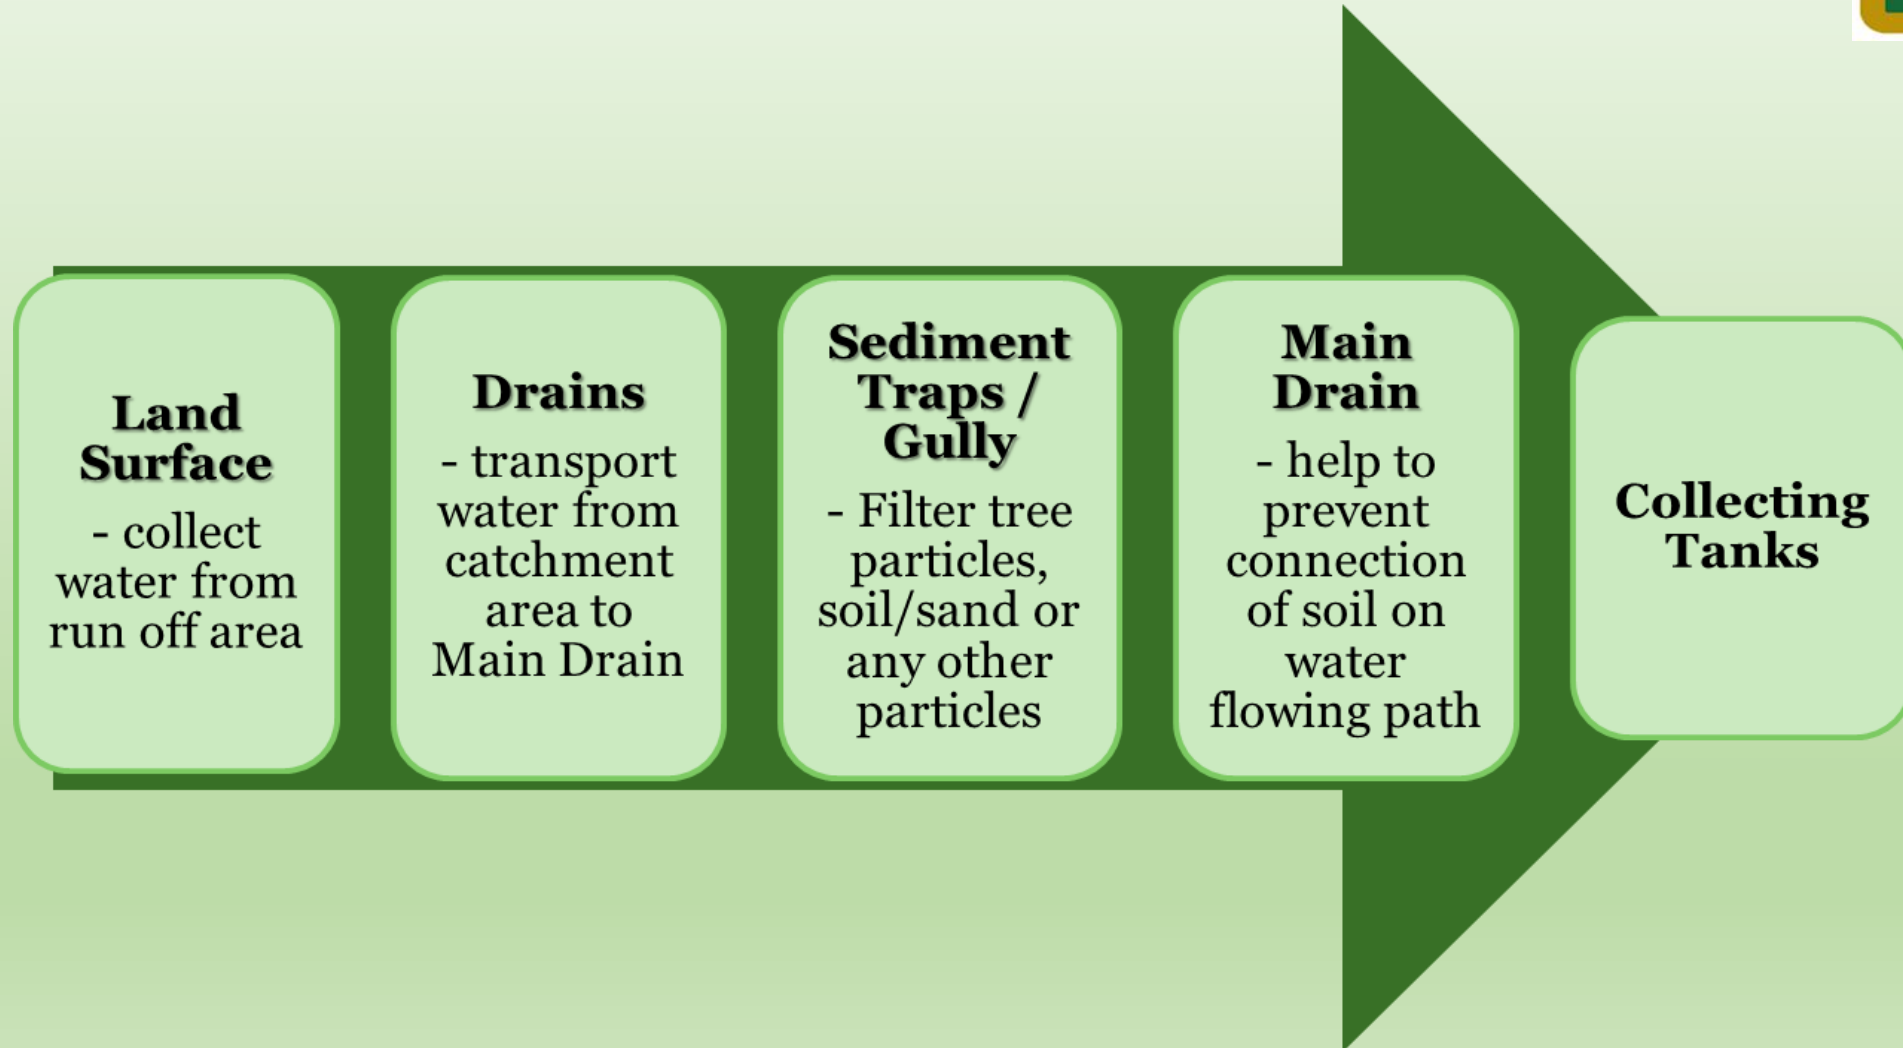 Land
Surface
- collect
water from
run off area
Drains
- transport
water from
catchment
area to
Main Drain
Sediment
Traps /
Gully
- Filter tree
particles,
soil/sand or
any other
particles
Main
Drain
- help to
prevent
connection
of soil on
water
flowing path
Collecting
Tanks